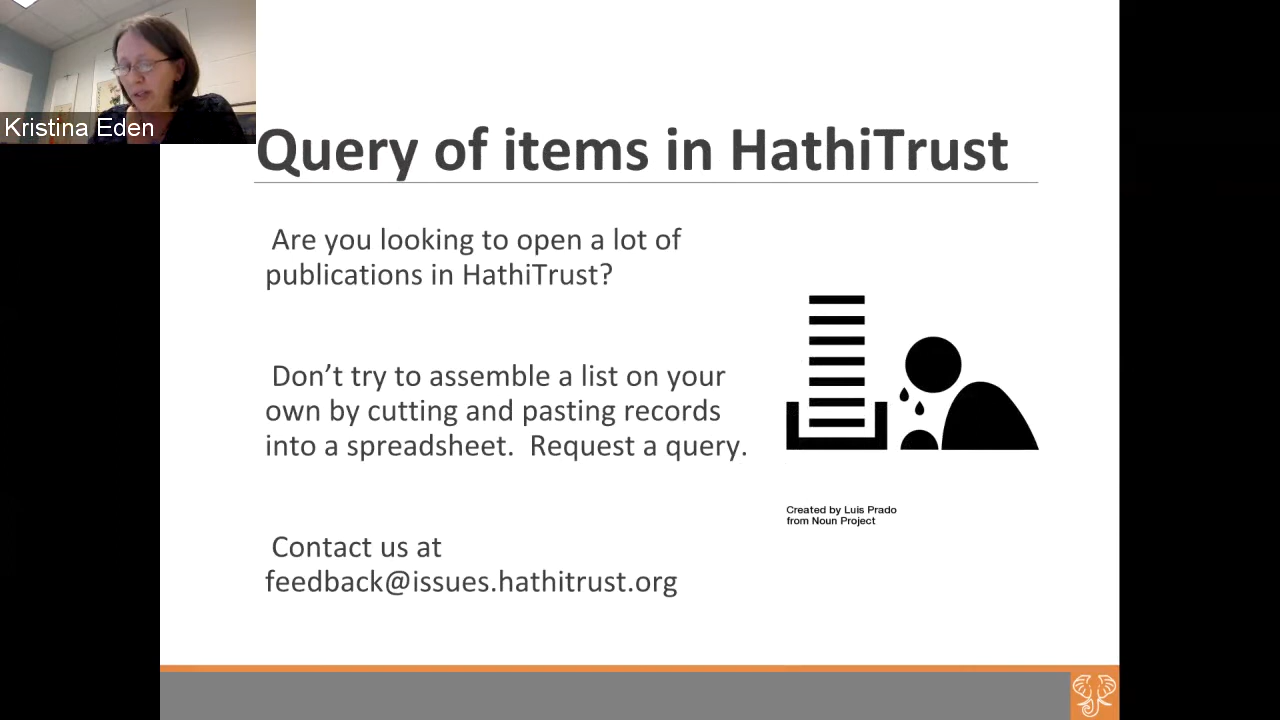 Kristina Eden
Query of items in HathiTrust
Are you looking to open a lot of
publications in HathiTrust?
Don’t try to assemble a list on your
own by cutting and pasting records
into a spreadsheet.  Request a query.
Contact us at
feedback@issues.hathitrust.org
Created by Luis Prado
from Noun Project